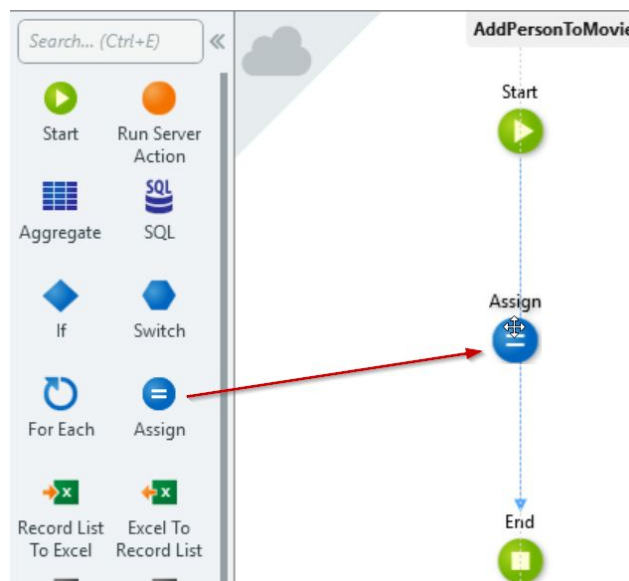 Search... (Ctrl+E)
Start
Run Server
Action
Aggregate
SQL
SQL
If
Switch
For Each
Assign
Record List
To Excel
x
Excel To
Record List
x
AddPersonToMovie
Start
Assign
End